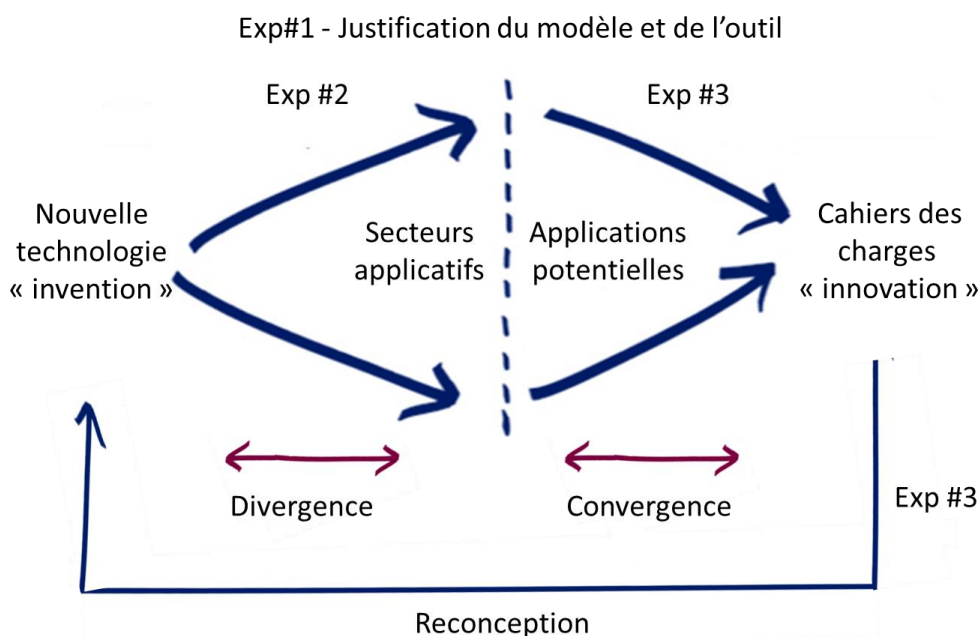 Exp#1 - Justification du modèle et de l'outil
Exp #2
Exp #3
Nouvelle
technologie
« invention »
Secteurs
applicatifs
Applications
potentielles
Cahiers des
charges
« innovation »
Divergence
Convergence
Exp #3
Reconception